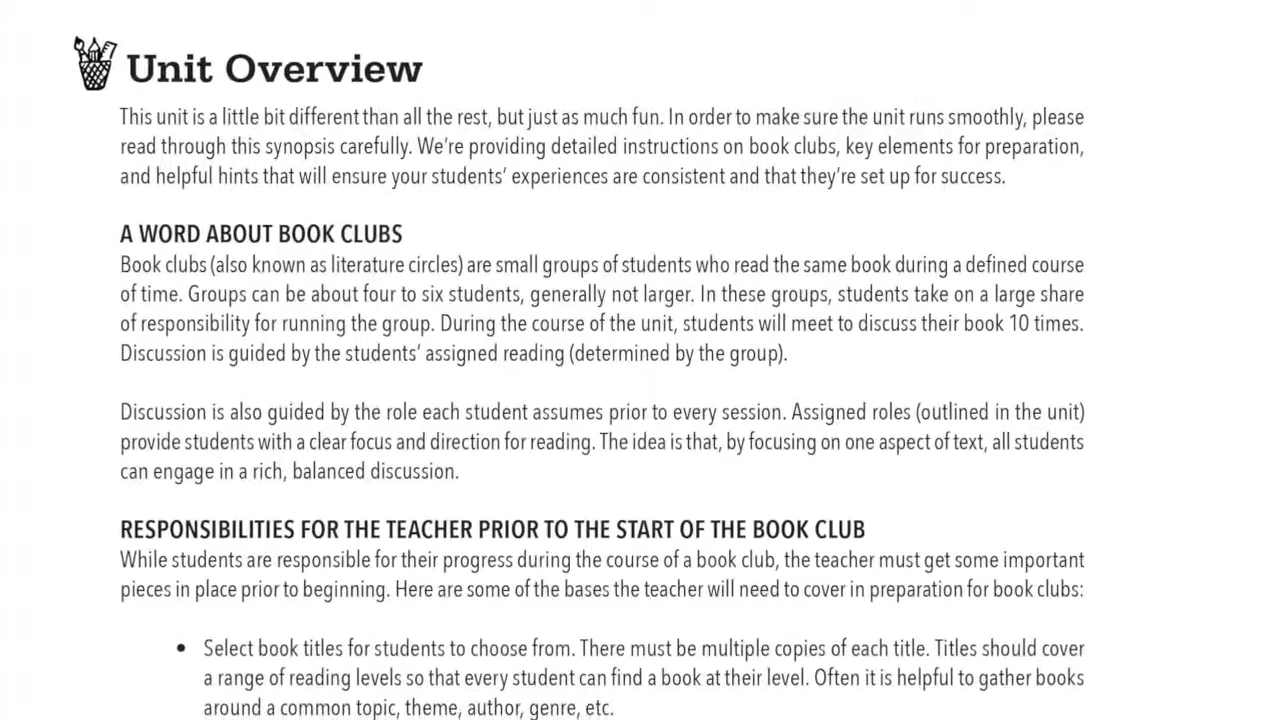 Unit Overview
This unit is a little bit different than all the rest, but just as much fun. In order to make sure the unit runs smoothly, please
read through this synopsis carefully. We’re providing detailed instructions on book clubs, key elements for preparation,
and helpful hints that will ensure your students’ experiences are consistent and that they’re set up for success.
A WORD ABOUT BOOK CLUBS
Book clubs (also known as literature circles) are small groups of students who read the same book during a defined course
of time. Groups can be about four to six students, generally not larger. In these groups, students take on a large share
of responsibility for running the group. During the course of the unit, students will meet to discuss their book 10 times.
Discussion is guided by the students’ assigned reading (determined by the group).
Discussion is also guided by the role each student assumes prior to every session. Assigned roles (outlined in the unit)
provide students with a clear focus and direction for reading. The idea is that, by focusing on one aspect of text, all students
can engage in a rich, balanced discussion.
RESPONSIBILITIES FOR THE TEACHER PRIOR TO THE START OF THE BOOK CLUB
While students are responsible for their progress during the course of a book club, the teacher must get some important
pieces in place prior to beginning. Here are some of the bases the teacher will need to cover in preparation for book clubs:
• Select book titles for students to choose from. There must be multiple copies of each title. Titles should cover
a range of reading levels so that every student can find a book at their level. Often it is helpful to gather books
around a common topic, theme, author, genre, etc.